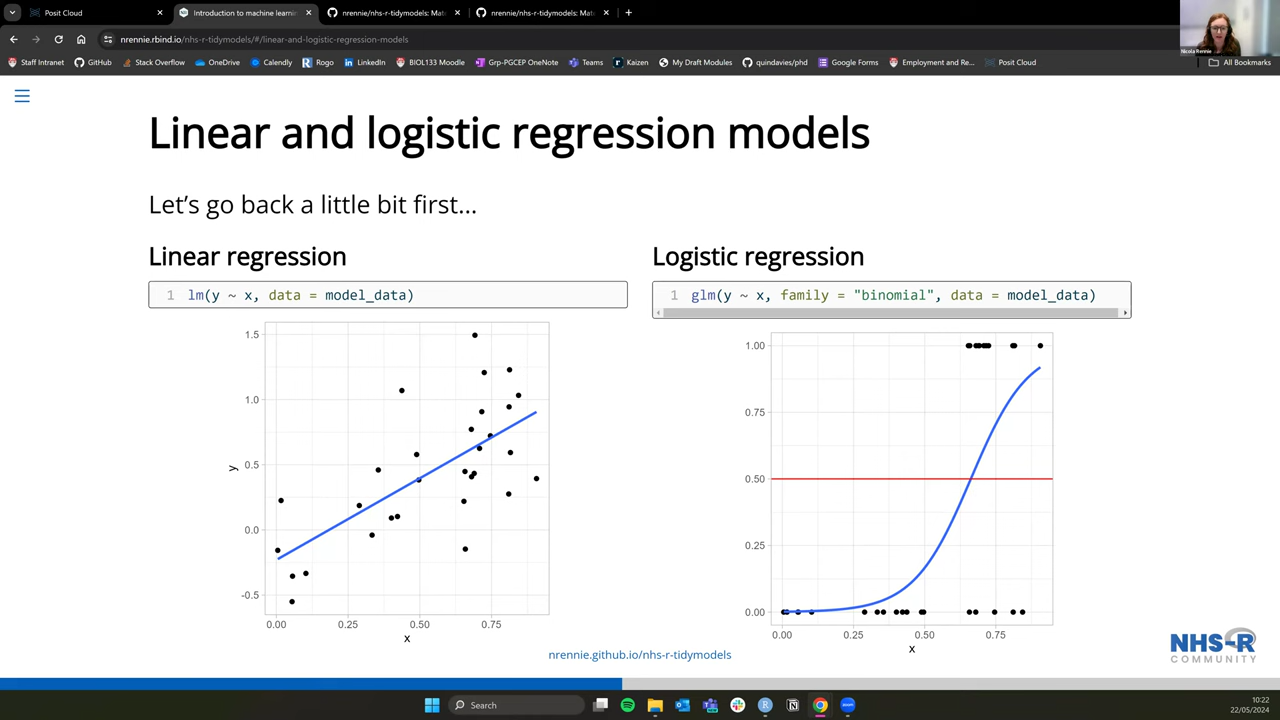 Posit Cloud
Introduction to machine learnin
nrennie/nhs-r-tidymodels: Mat
nrennie/nhs-r-tidymodels: Mat
nrennie.rbind.io/nhs-r-tidymodels/#/linear-and-logistic-regression-models
Staff Intranet
GitHub
Stack Overflow
OneDrive
Calendly
Rogo
LinkedIn
BIOL133 Moodle
Grp-PGCEP OneNote
Teams
Kaizen
My Draft Modules
quindavies/phd
Google Forms
Employment and Re...
Posit Cloud
All Bookmarks
Nicola Rennie
Linear and logistic regression models
Let's go back a little bit first...
Linear regression
1 lm(y ~ x, data = model_data)
1.5
1.0
0.5
0.0
-0.5
y
0.00 0.25 0.50 0.75
x
Logistic regression
1 glm(y ~ x, family = "binomial", data = model_data)
1.00
0.75
0.50
0.25
0.00
0.00 0.25 0.50 0.75
x
nrennie.github.io/nhs-r-tidymodels
NHS-R
COMMUNITY
Search
10:22
22/05/2024